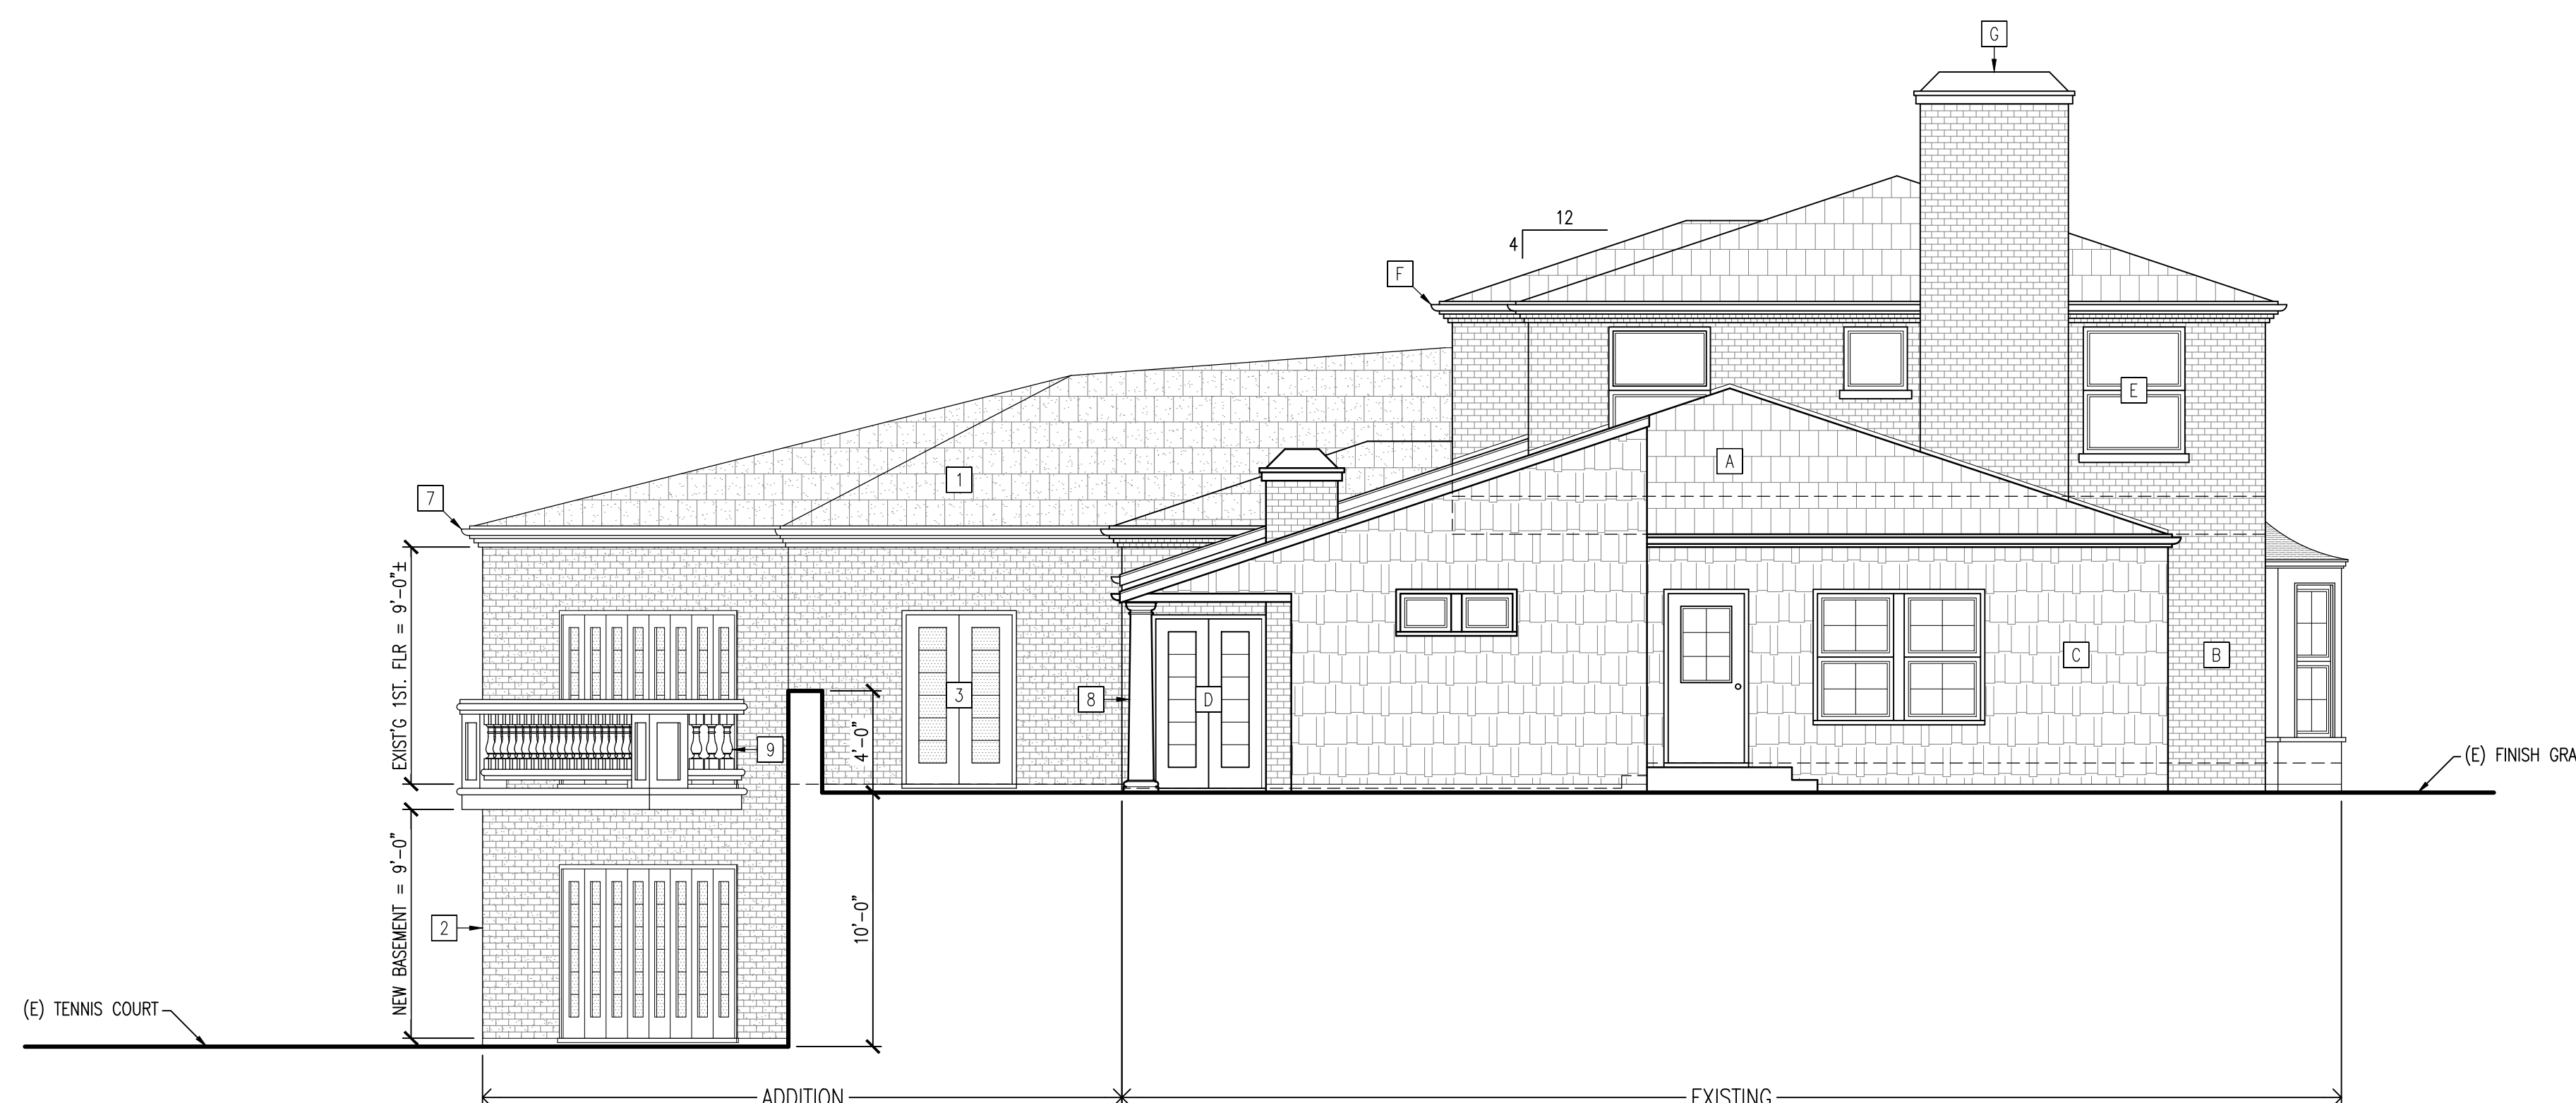 G
12
4
F
E
A
1
7
EXIST'G 1ST. FLR = 9'-0"±
C
B
3
8
D
9
4'-0"
(E) FINISH GRA
NEW BASEMENT = 9'-0"
2
10'-0"
(E) TENNIS COURT
ADDITION
EXISTING